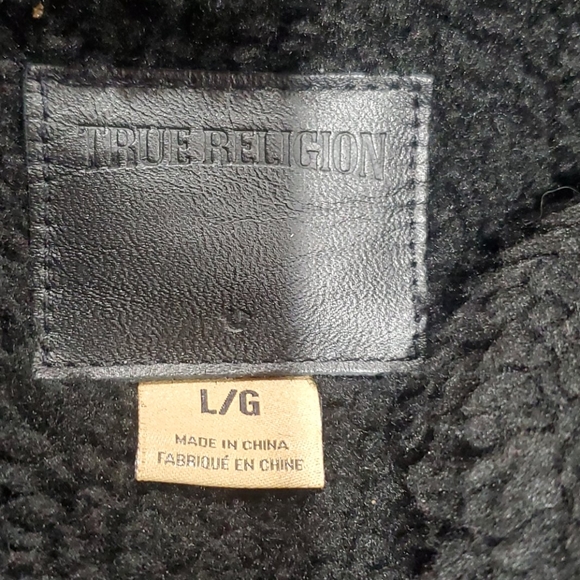 TRUE RELIGION
L/G
MADE IN CHINA
FABRIQUÉ EN CHINE